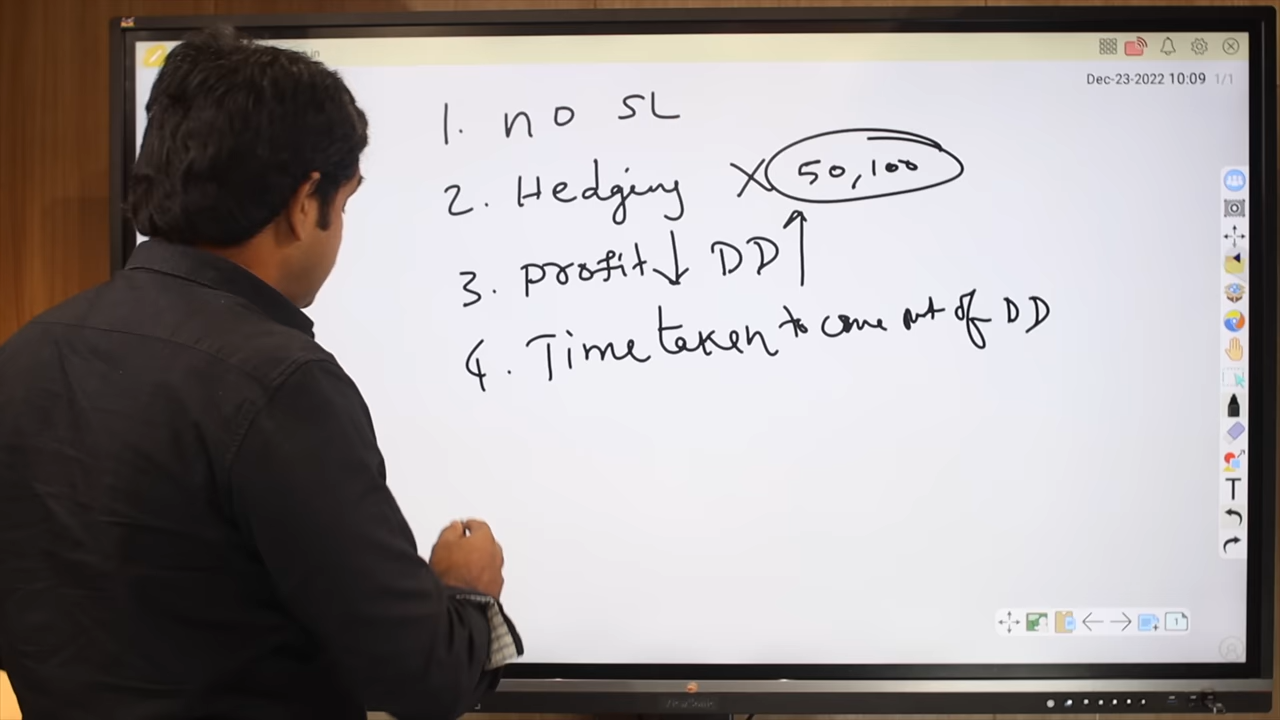 Dec-23-2022 10:09 1/1
1. no SL
2. Hedging X 50,100
3. profit ↓ DD ↑
4. Time taken to come out of DD
T
1